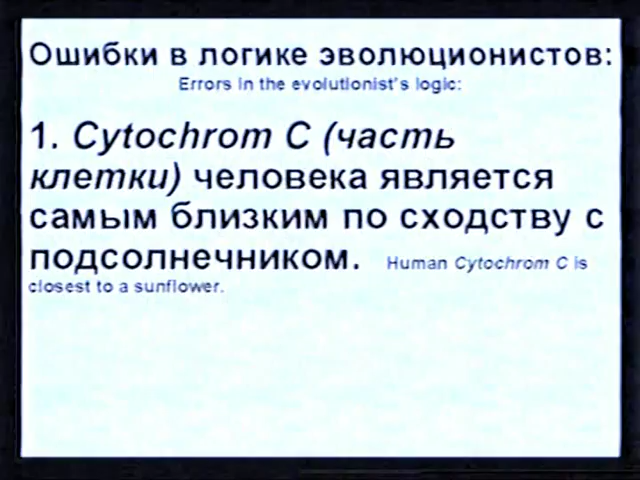 Ошибки в логике эволюционистов:
Errors in the evolutionist's logic:
1. Cytochrom C (часть
клетки) человека является
самым близким по сходству с
подсолнечником. Human Cytochrom C is
closest to a sunflower.